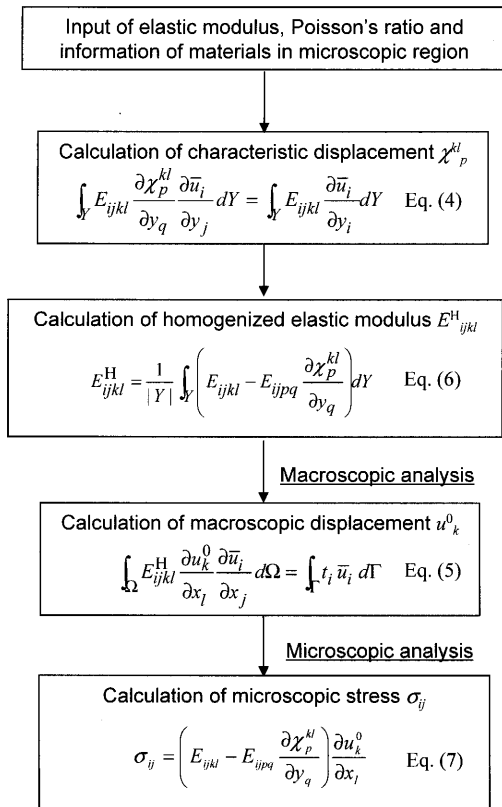 Input of elastic modulus, Poisson's ratio and
information of materials in microscopic region
Calculation of characteristic displacement χ^{kl}_p
∫_Y E_{ijkl} ∂χ_p^{kl}/∂y_q ∂ū_i/∂y_j dY = ∫_Y E_{ijkl} ∂ū_i/∂y_i dY Eq. (4)
Calculation of homogenized elastic modulus E^H_{ijkl}
E^H_{ijkl} = 1/|Y| ∫_Y (E_{ijkl} − E_{ijpq} ∂χ_p^{kl}/∂y_q) dY Eq. (6)
Macroscopic analysis
Calculation of macroscopic displacement u^0_k
∫_Ω E^H_{ijkl} ∂u^0_k/∂x_l ∂ū_i/∂x_j dΩ = ∫_Γ t_i ū_i dΓ Eq. (5)
Microscopic analysis
Calculation of microscopic stress σ_{ij}
σ_{ij} = (E_{ijkl} − E_{ijpq} ∂χ_p^{kl}/∂y_q) ∂u^0_k/∂x_l Eq. (7)